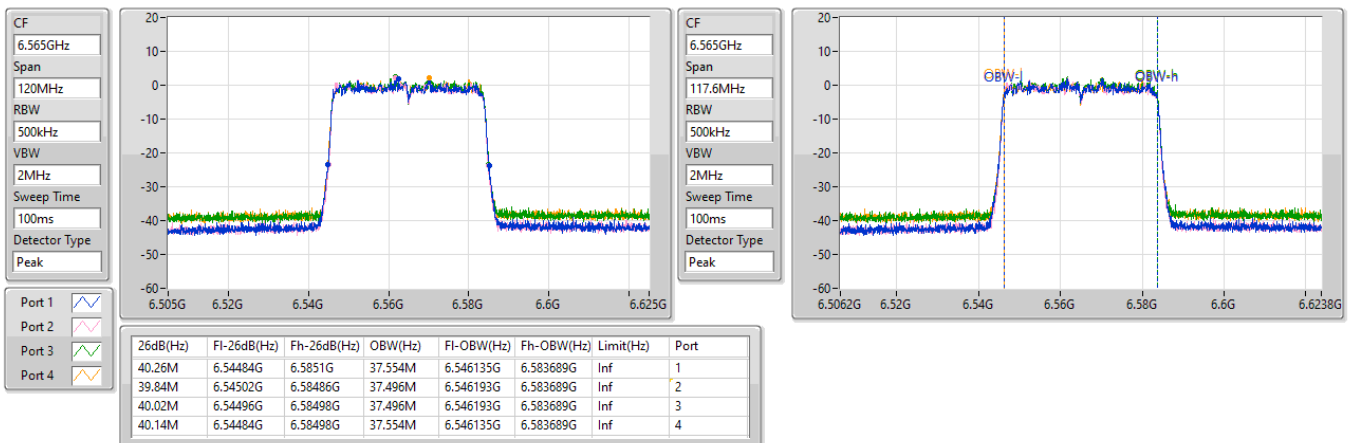 CF
6.565GHz
Span
120MHz
RBW
500kHz
VBW
2MHz
Sweep Time
100ms
Detector Type
Peak
20
10
0
-10
-20
-30
-40
-50
-60
6.505G 6.52G 6.54G 6.56G 6.58G 6.6G 6.625G
CF
6.565GHz
Span
117.6MHz
RBW
500kHz
VBW
2MHz
Sweep Time
100ms
Detector Type
Peak
20
10
0
-10
-20
-30
-40
-50
-60
OBW-l OBW-h
6.5062G 6.52G 6.54G 6.56G 6.58G 6.6G 6.6238G
Port 1
Port 2
Port 3
Port 4
26dB(Hz) Fl-26dB(Hz) Fh-26dB(Hz) OBW(Hz) Fl-OBW(Hz) Fh-OBW(Hz) Limit(Hz) Port
40.26M 6.54484G 6.5851G 37.554M 6.546135G 6.583689G Inf 1
39.84M 6.54502G 6.58486G 37.496M 6.546193G 6.583689G Inf 2
40.02M 6.54496G 6.58498G 37.496M 6.546193G 6.583689G Inf 3
40.14M 6.54484G 6.58498G 37.554M 6.546135G 6.583689G Inf 4